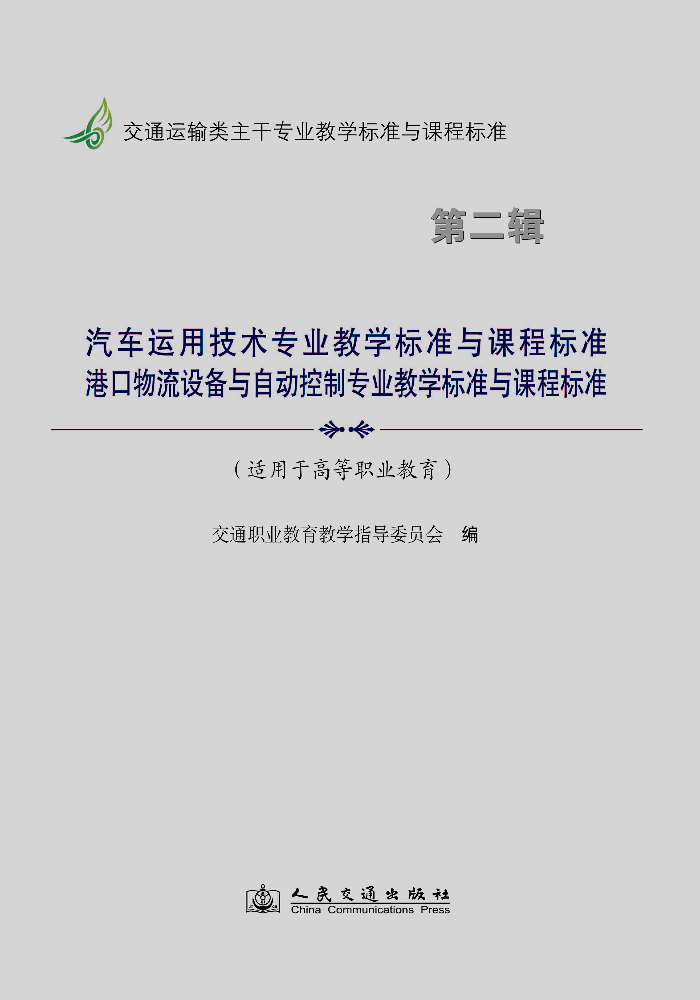 交通运输类主干专业教学标准与课程标准
第二辑
汽车运用技术专业教学标准与课程标准
港口物流设备与自动控制专业教学标准与课程标准
（适用于高等职业教育）
交通职业教育教学指导委员会 编
JT CB
人民交通出版社
China Communications Press